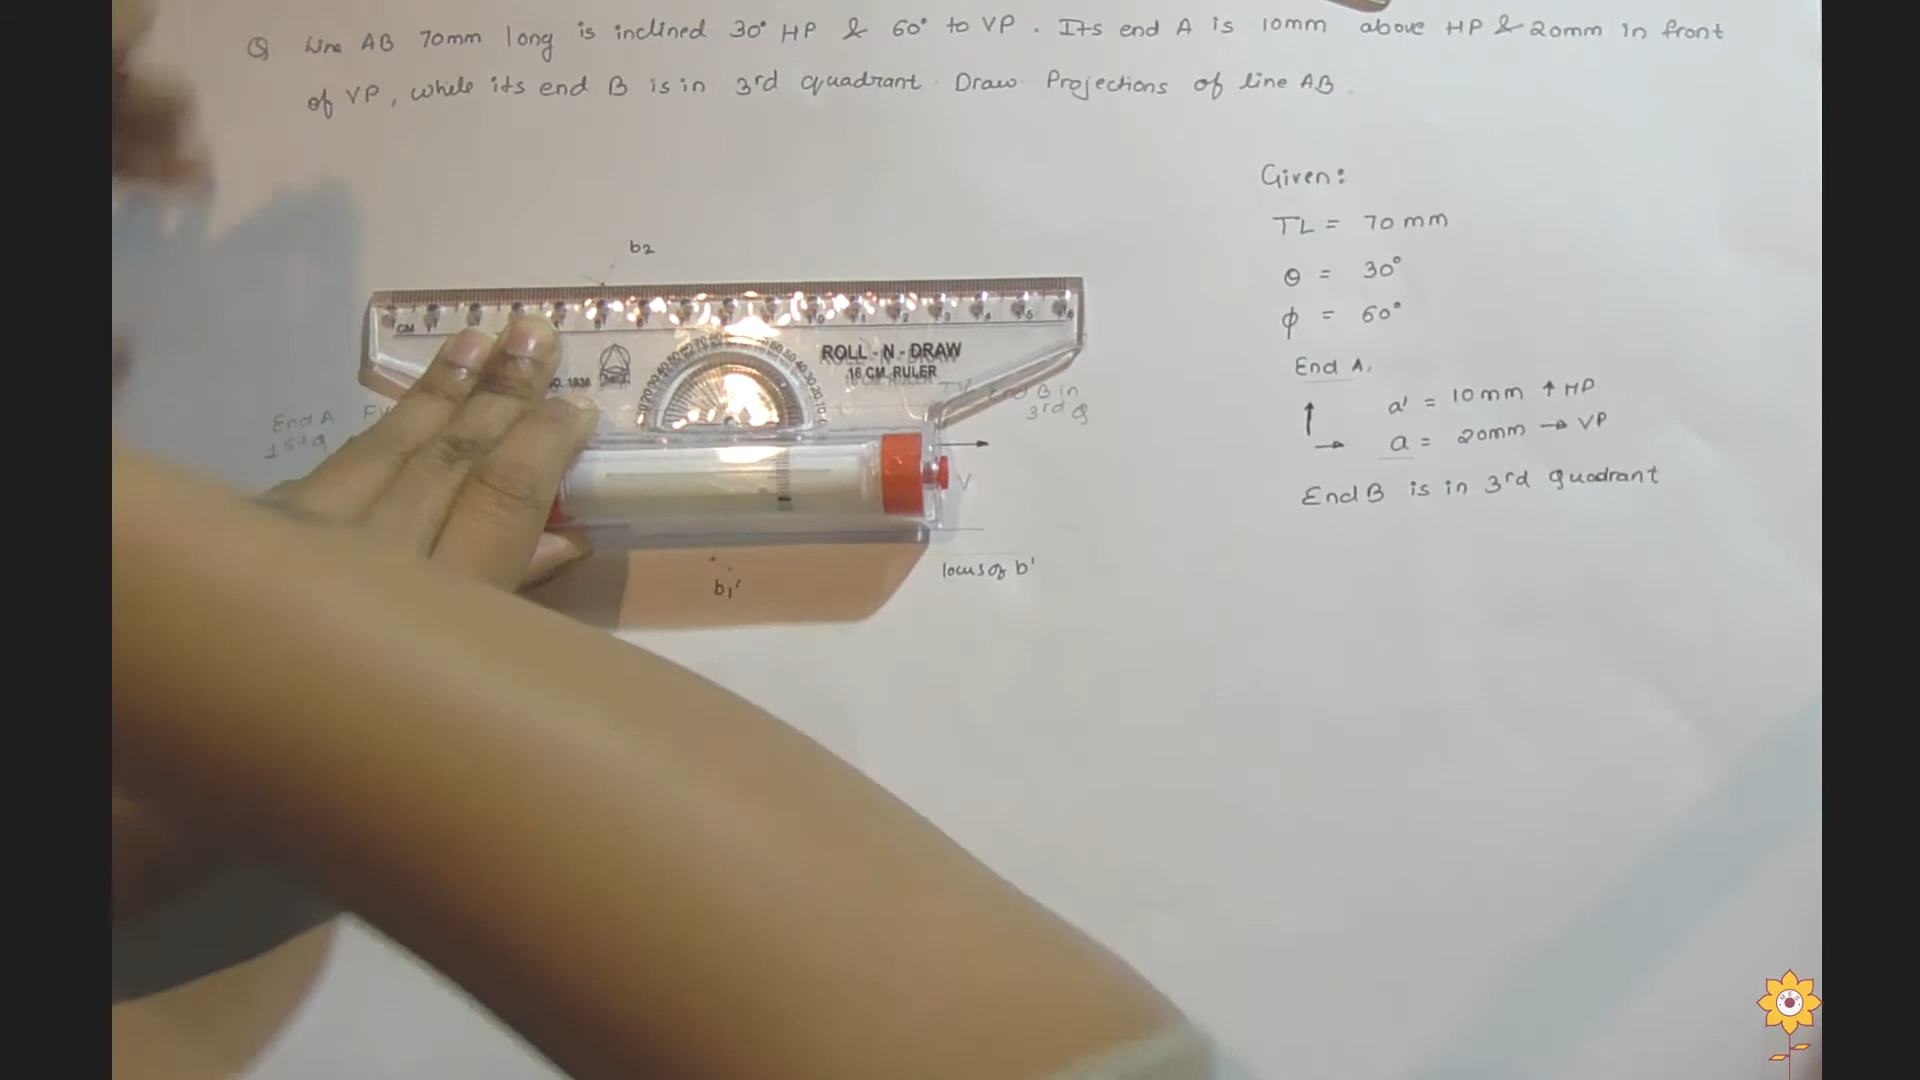 Q Line AB 70mm long is inclined 30° HP & 60° to VP. Its end A is 10mm above HP & 20mm in front
of VP, while its end B is in 3rd quadrant. Draw Projections of line AB.
Given:
TL = 70 mm
θ = 30°
ϕ = 60°
End A.
a' = 10mm ↑ HP
a = 20mm → VP
End B is in 3rd quadrant
b2
CM
ROLL - N - DRAW
16 CM. RULER
End A
1st Q
TL
End B in
3rd Q
V
locus of b'
b1'